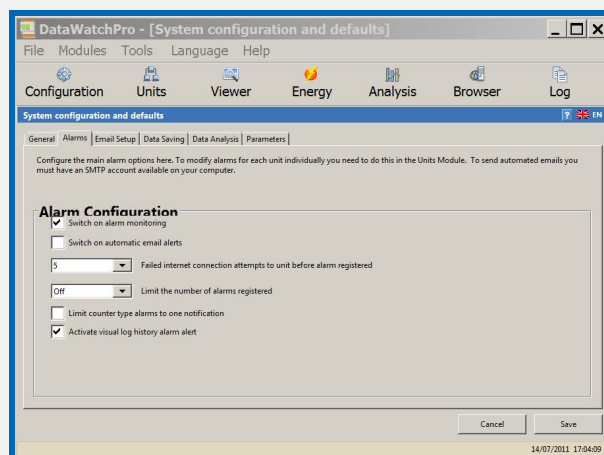 DataWatchPro - [System configuration and defaults]
File Modules Tools Language Help
Configuration Units Viewer Energy Analysis Browser Log
System configuration and defaults ? EN
General Alarms Email Setup Data Saving Data Analysis Parameters
Configure the main alarm options here. To modify alarms for each unit individually you need to do this in the Units Module. To send automated emails you
must have an SMTP account available on your computer.
Alarm Configuration
Switch on alarm monitoring
Switch on automatic email alerts
5 Failed internet connection attempts to unit before alarm registered
Off Limit the number of alarms registered
Limit counter type alarms to one notification
Activate visual log history alarm alert
Cancel Save
14/07/2011 17:04:09